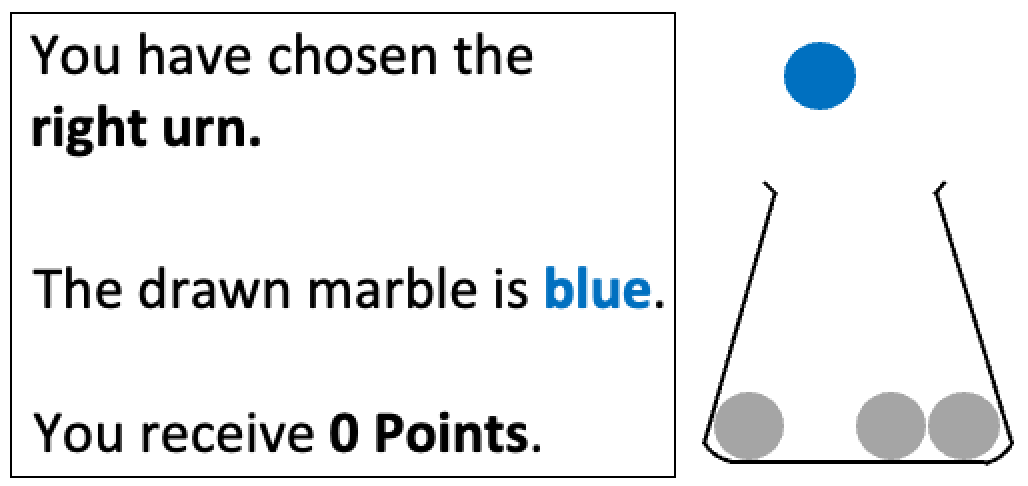 You have chosen the
right urn.
The drawn marble is blue.
You receive 0 Points.